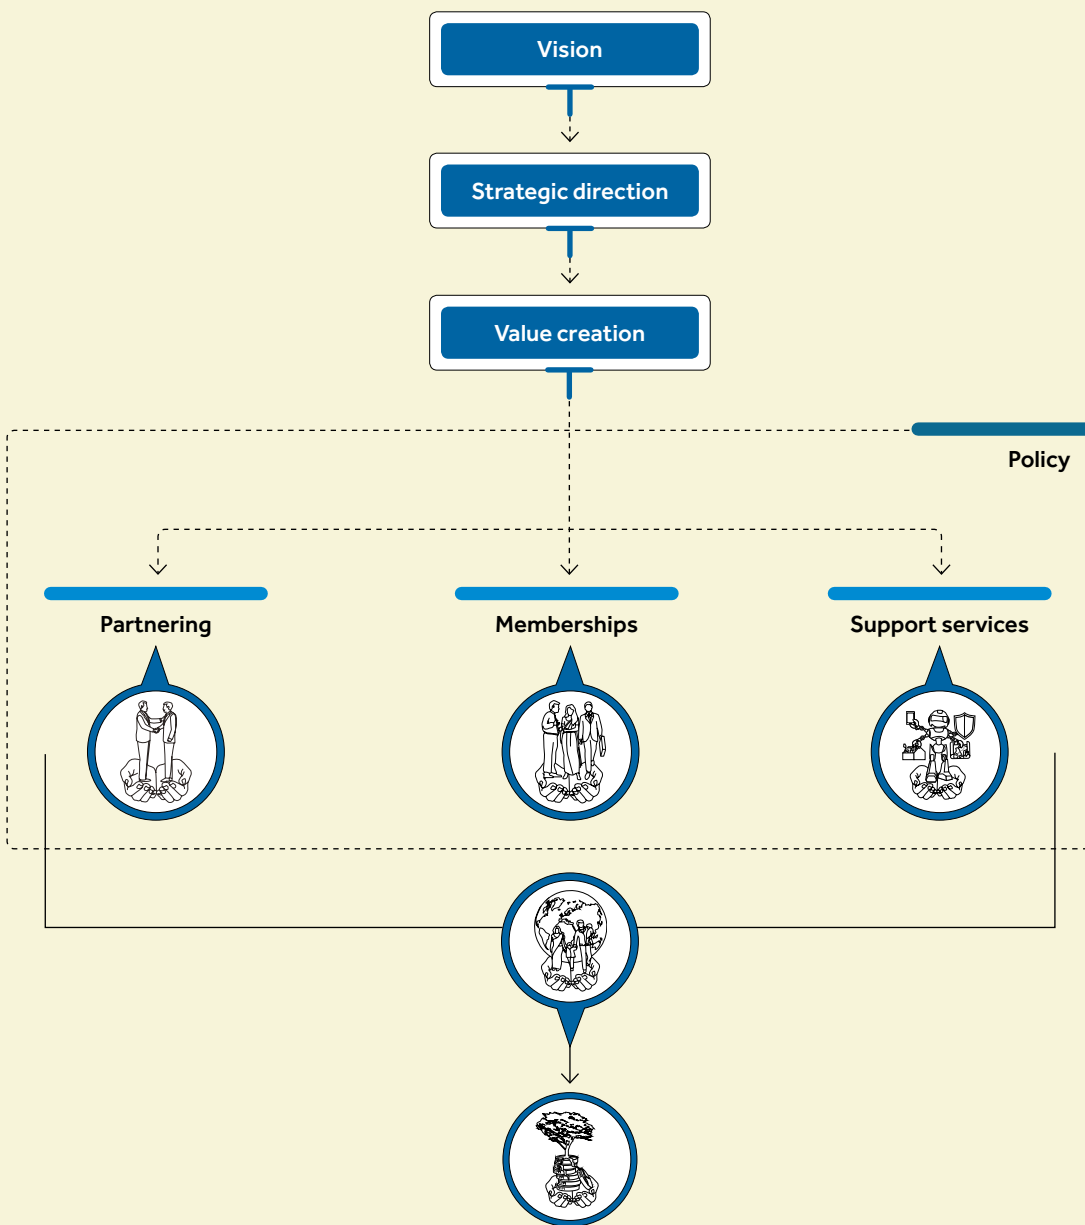 Vision
Strategic direction
Value creation
Policy
Partnering
Memberships
Support services